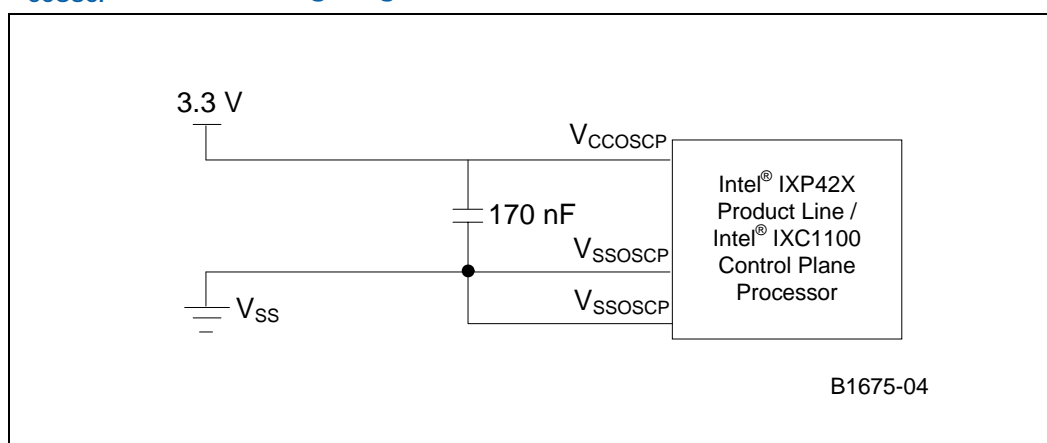 3.3 V
VCCOSCP
Intel® IXP42X
Product Line /
Intel® IXC1100
Control Plane
Processor
170 nF
VSSOSCP
VSS
VSSOSCP
B1675-04